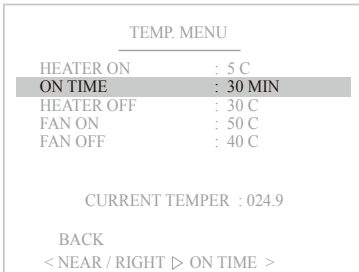 TEMP. MENU
HEATER ON : 5 C
ON TIME : 30 MIN
HEATER OFF : 30 C
FAN ON : 50 C
FAN OFF : 40 C
CURRENT TEMPER : 024.9
BACK
< NEAR / RIGHT ▷ ON TIME >